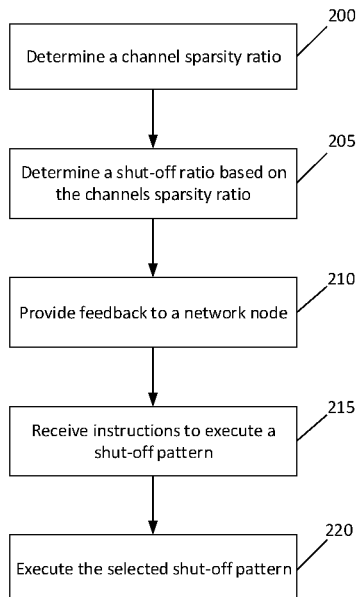 200
Determine a channel sparsity ratio
205
Determine a shut-off ratio based on
the channels sparsity ratio
210
Provide feedback to a network node
215
Receive instructions to execute a
shut-off pattern
220
Execute the selected shut-off pattern